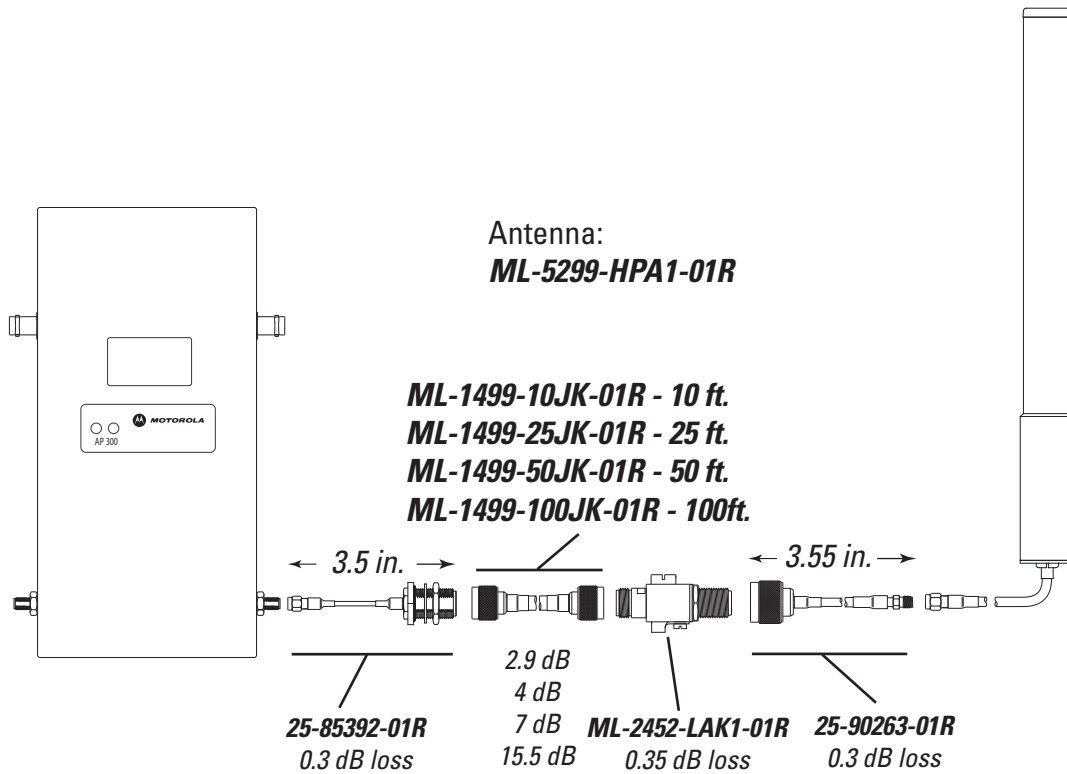 Antenna:
ML-5299-HPA1-01R
MOTOROLA
AP 300
ML-1499-10JK-01R - 10 ft.
ML-1499-25JK-01R - 25 ft.
ML-1499-50JK-01R - 50 ft.
ML-1499-100JK-01R - 100ft.
3.5 in.
3.55 in.
25-85392-01R
0.3 dB loss
2.9 dB
4 dB
7 dB
15.5 dB
ML-2452-LAK1-01R
0.35 dB loss
25-90263-01R
0.3 dB loss